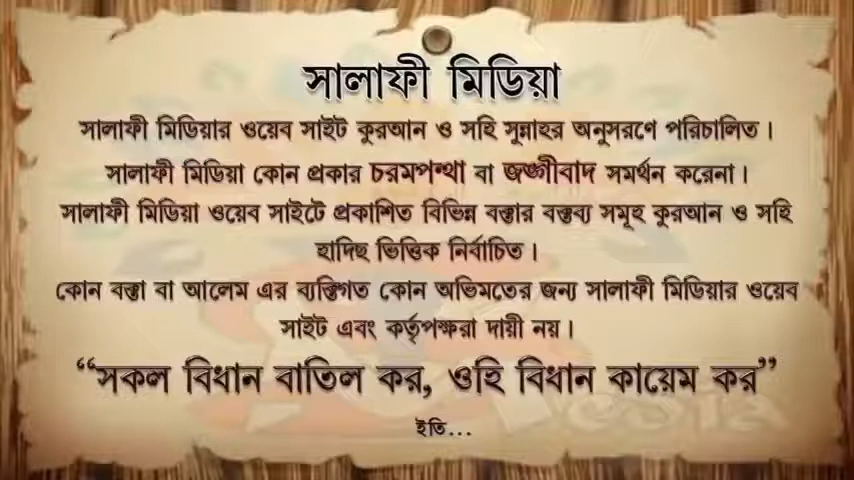 সালাফী মিডিয়া
সালাফী মিডিয়ার ওয়েব সাইট কুরআন ও সহি সুন্নাহর অনুসরণে পরিচালিত।
সালাফী মিডিয়া কোন প্রকার চরমপন্থা বা জঙ্গীবাদ সমর্থন করেনা।
সালাফী মিডিয়া ওয়েব সাইটে প্রকাশিত বিভিন্ন বক্তার বক্তব্য সমূহ কুরআন ও সহি
হাদিছ ভিত্তিক নির্বাচিত।
কোন বক্তা বা আলেম এর ব্যক্তিগত কোন অভিমতের জন্য সালাফী মিডিয়ার ওয়েব
সাইট এবং কর্তৃপক্ষরা দায়ী নয়।
“সকল বিধান বাতিল কর, ওহি বিধান কায়েম কর”
ইতি...